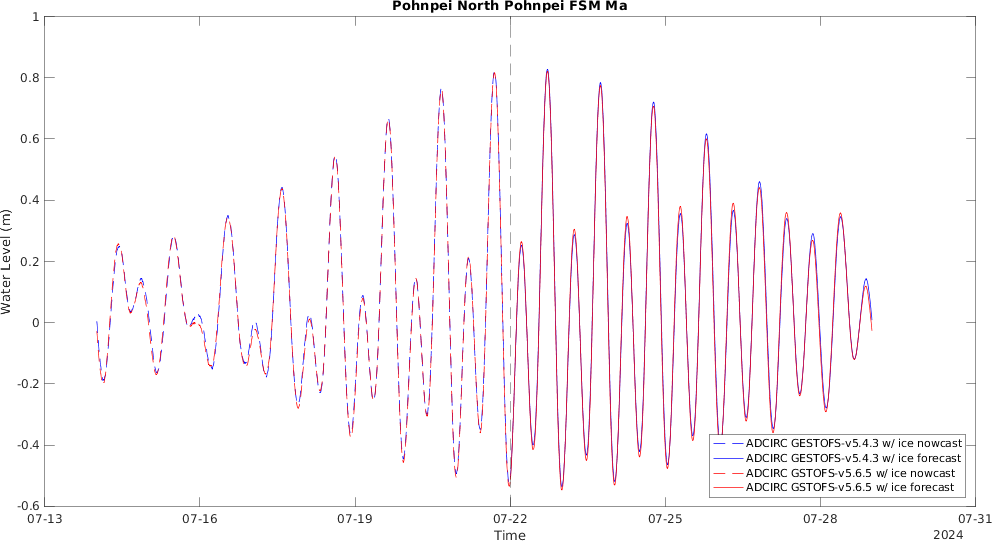 Pohnpei North Pohnpei FSM Ma
Water Level (m)
1
0.8
0.6
0.4
0.2
0
-0.2
-0.4
-0.6
07-13
07-16
07-19
07-22
07-25
07-28
07-31
Time
2024
ADCIRC GESTOFS-v5.4.3 w/ ice nowcast
ADCIRC GESTOFS-v5.4.3 w/ ice forecast
ADCIRC GSTOFS-v5.6.5 w/ ice nowcast
ADCIRC GSTOFS-v5.6.5 w/ ice forecast